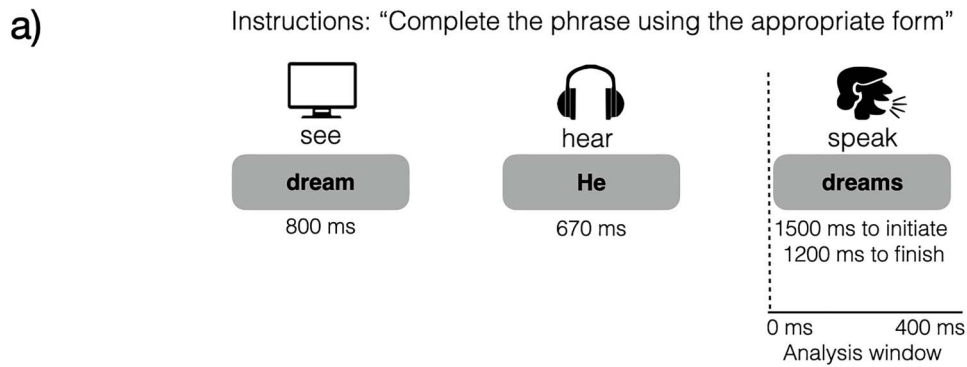 a)
Instructions: “Complete the phrase using the appropriate form”
see
hear
speak
dream
He
dreams
800 ms
670 ms
1500 ms to initiate
1200 ms to finish
0 ms
400 ms
Analysis window